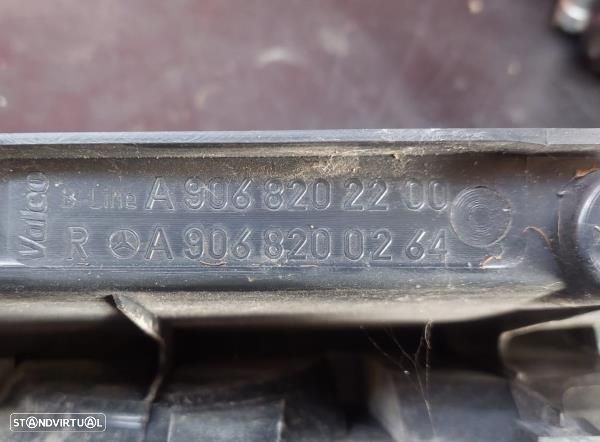 Valeo
B-Line A 906 820 22 00
R A 906 820 02 64
STANDVIRTUAL